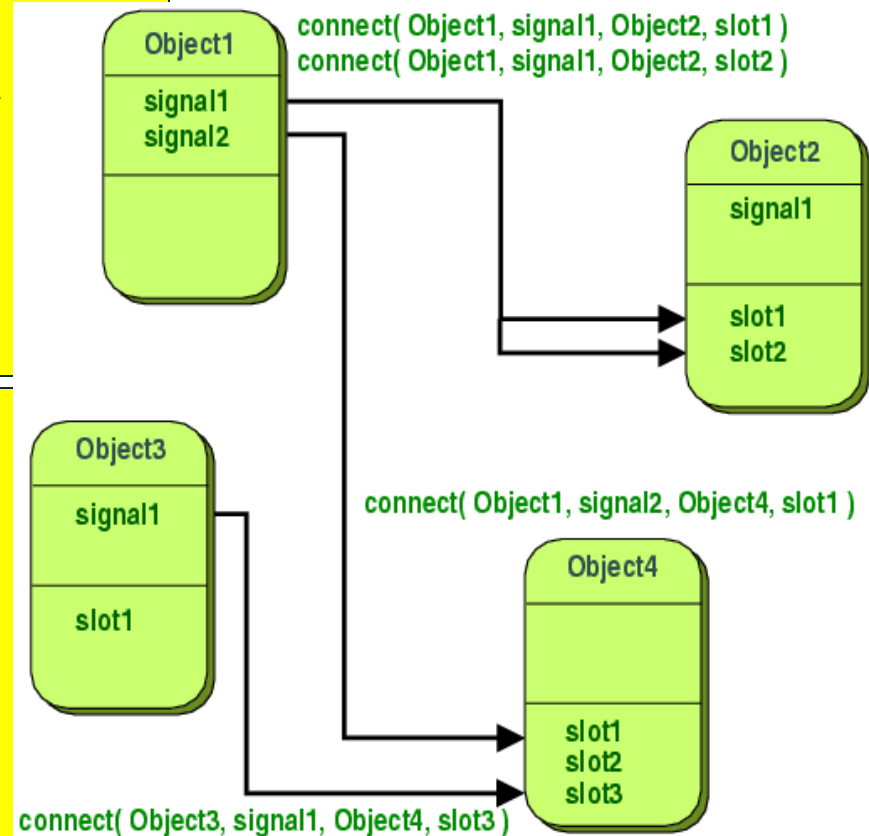 Object1
signal1
signal2
connect( Object1, signal1, Object2, slot1 )
connect( Object1, signal1, Object2, slot2 )
Object2
signal1
slot1
slot2
Object3
signal1
slot1
connect( Object1, signal2, Object4, slot1 )
Object4
slot1
slot2
slot3
connect( Object3, signal1, Object4, slot3 )